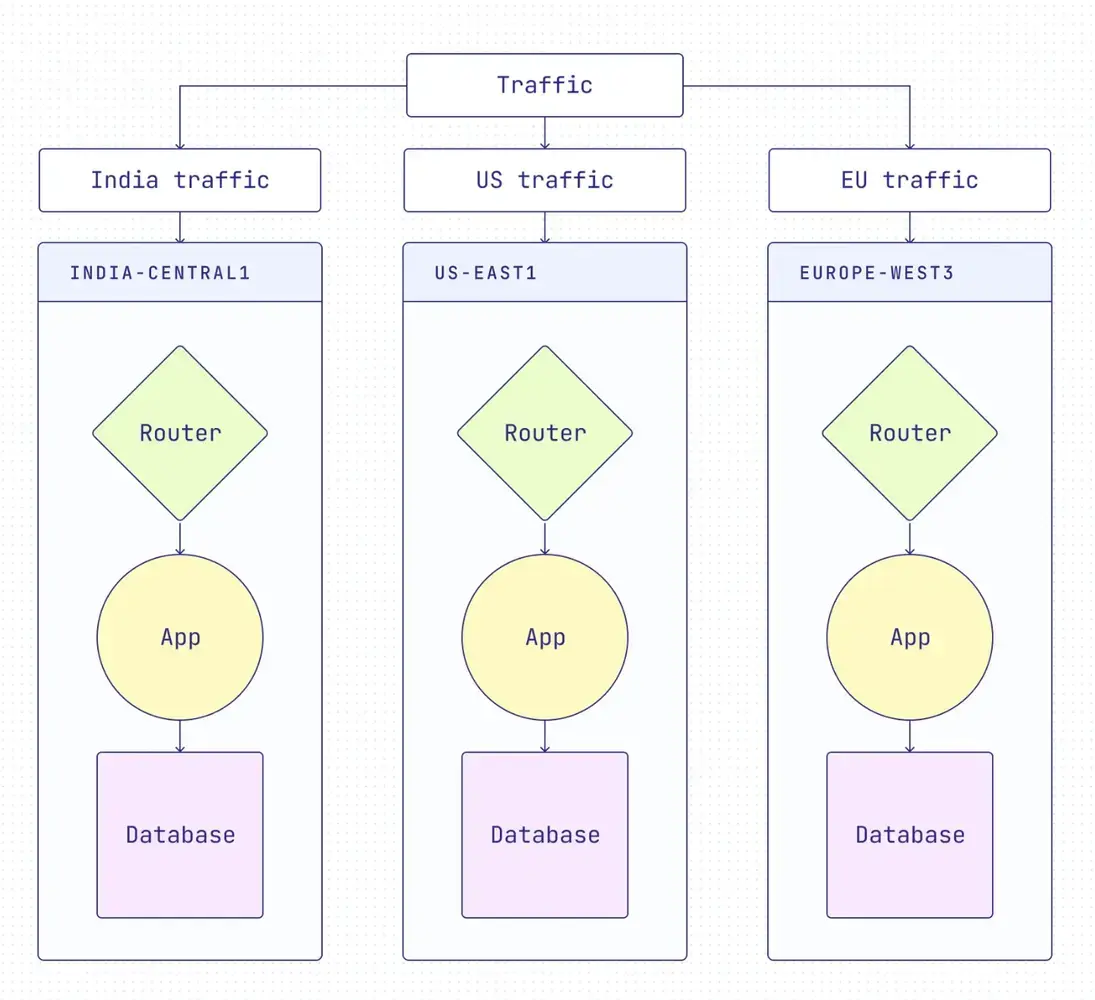 Traffic
India traffic
US traffic
EU traffic
INDIA-CENTRAL1
US-EAST1
EUROPE-WEST3
Router
Router
Router
App
App
App
Database
Database
Database